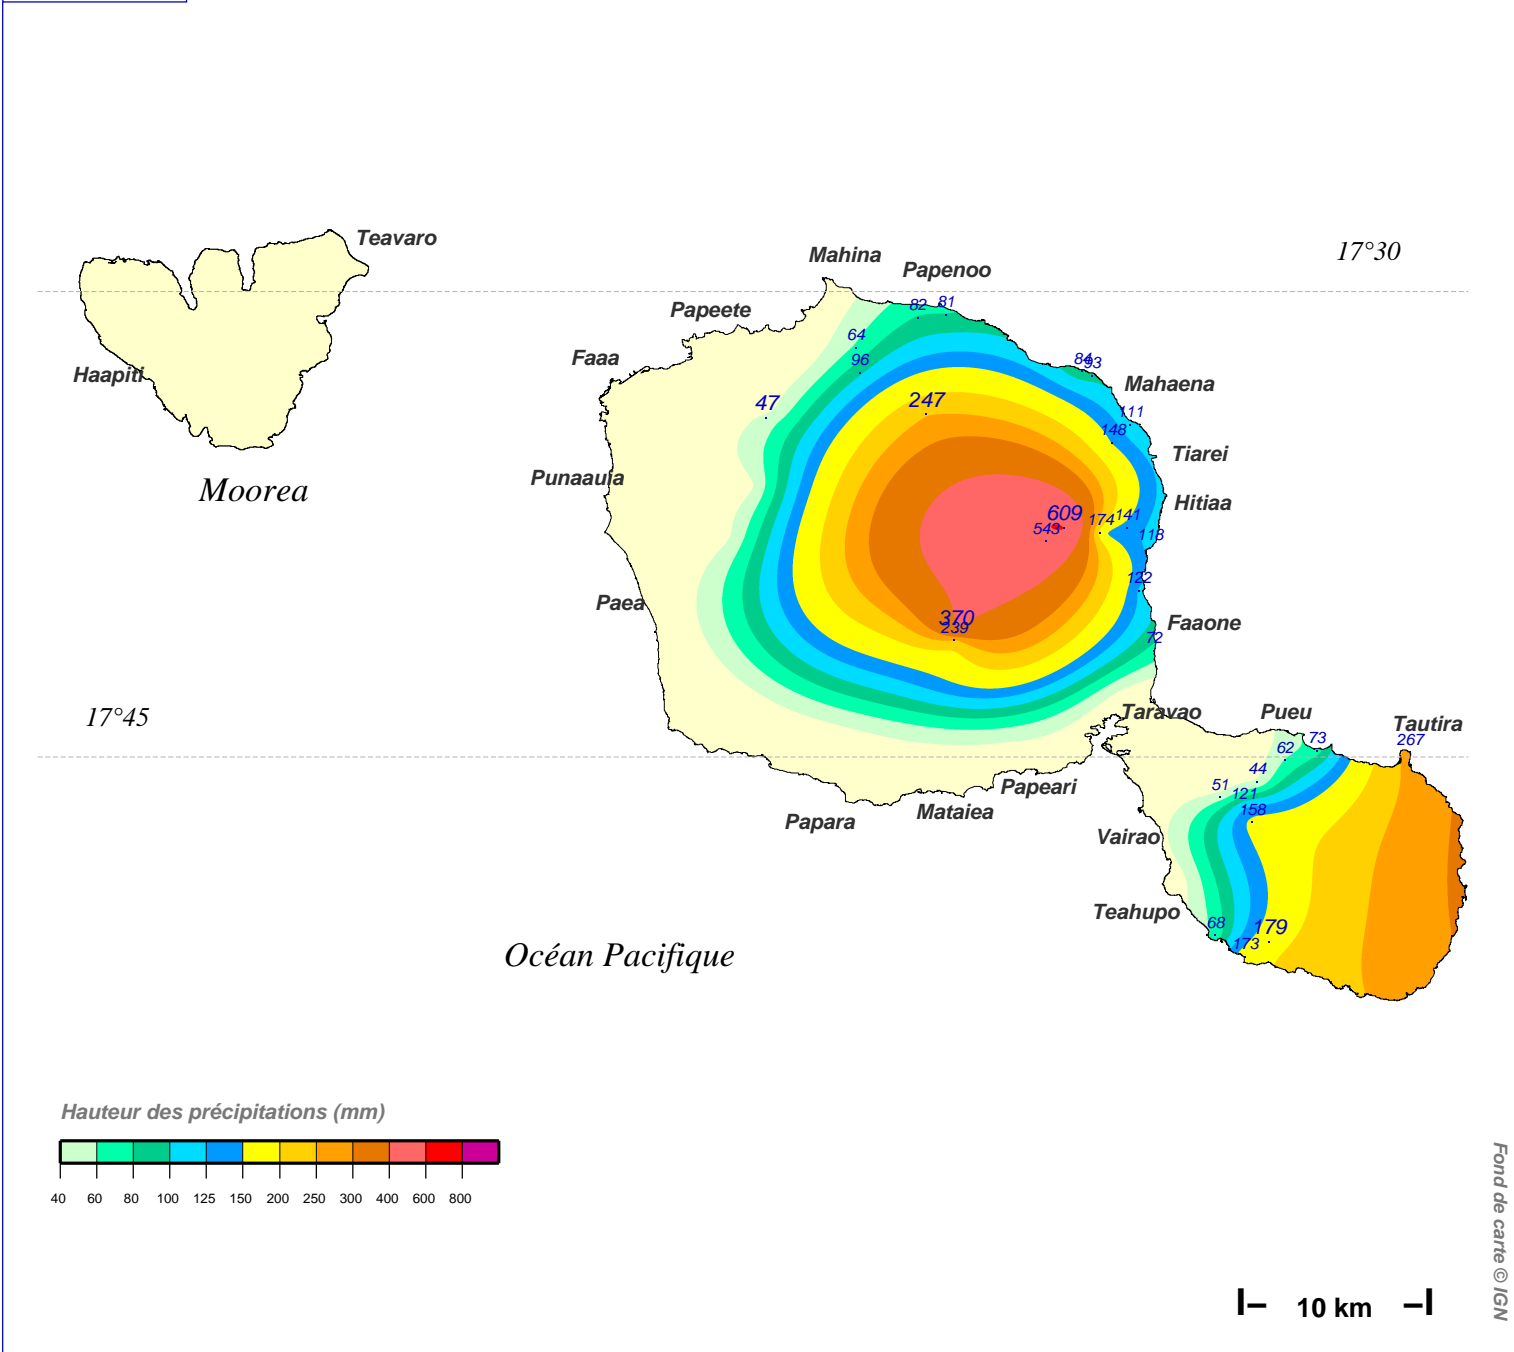 Teavaro
Mahina
17°30
Papenoo
82
81
Papeete
64
Faaa
96
84
93
Haapiti
Mahaena
47
247
111
148
Tiarei
Punaauia
Moorea
Hitiaa
609
174
141
543
118
122
Paea
370
239
Faaone
72
17°45
Taravao
Pueu
Tautira
73
267
62
44
51
121
Papeari
158
Mataiea
Papara
Vairao
Teahupo
68
179
173
Océan Pacifique
Hauteur des précipitations (mm)
40 60 80 100 125 150 200 250 300 400 600 800
10 km
Fond de carte © IGN